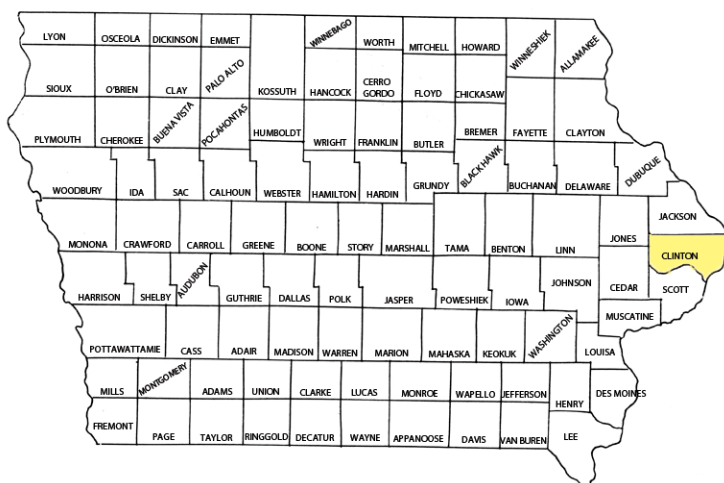 LYON OSCEOLA DICKINSON EMMET WINNEBAGO WORTH MITCHELL HOWARD WINNESHIEK ALLAMAKEE
SIOUX O'BRIEN CLAY PALO ALTO KOSSUTH HANCOCK CERRO GORDO FLOYD CHICKASAW
PLYMOUTH CHEROKEE BUENA VISTA POCAHONTAS HUMBOLDT WRIGHT FRANKLIN BUTLER BREMER FAYETTE CLAYTON
WOODBURY IDA SAC CALHOUN WEBSTER HAMILTON HARDIN GRUNDY BLACK HAWK BUCHANAN DELAWARE DUBUQUE
MONONA CRAWFORD CARROLL GREENE BOONE STORY MARSHALL TAMA BENTON LINN JONES JACKSON
CLINTON
HARRISON SHELBY AUDUBON GUTHRIE DALLAS POLK JASPER POWESHIEK IOWA JOHNSON CEDAR SCOTT
MUSCATINE
POTTAWATTAMIE CASS ADAIR MADISON WARREN MARION MAHASKA KEOKUK WASHINGTON LOUISA
MILLS MONTGOMERY ADAMS UNION CLARKE LUCAS MONROE WAPELLO JEFFERSON HENRY DES MOINES
FREMONT PAGE TAYLOR RINGGOLD DECATUR WAYNE APPANOOSE DAVIS VAN BUREN LEE